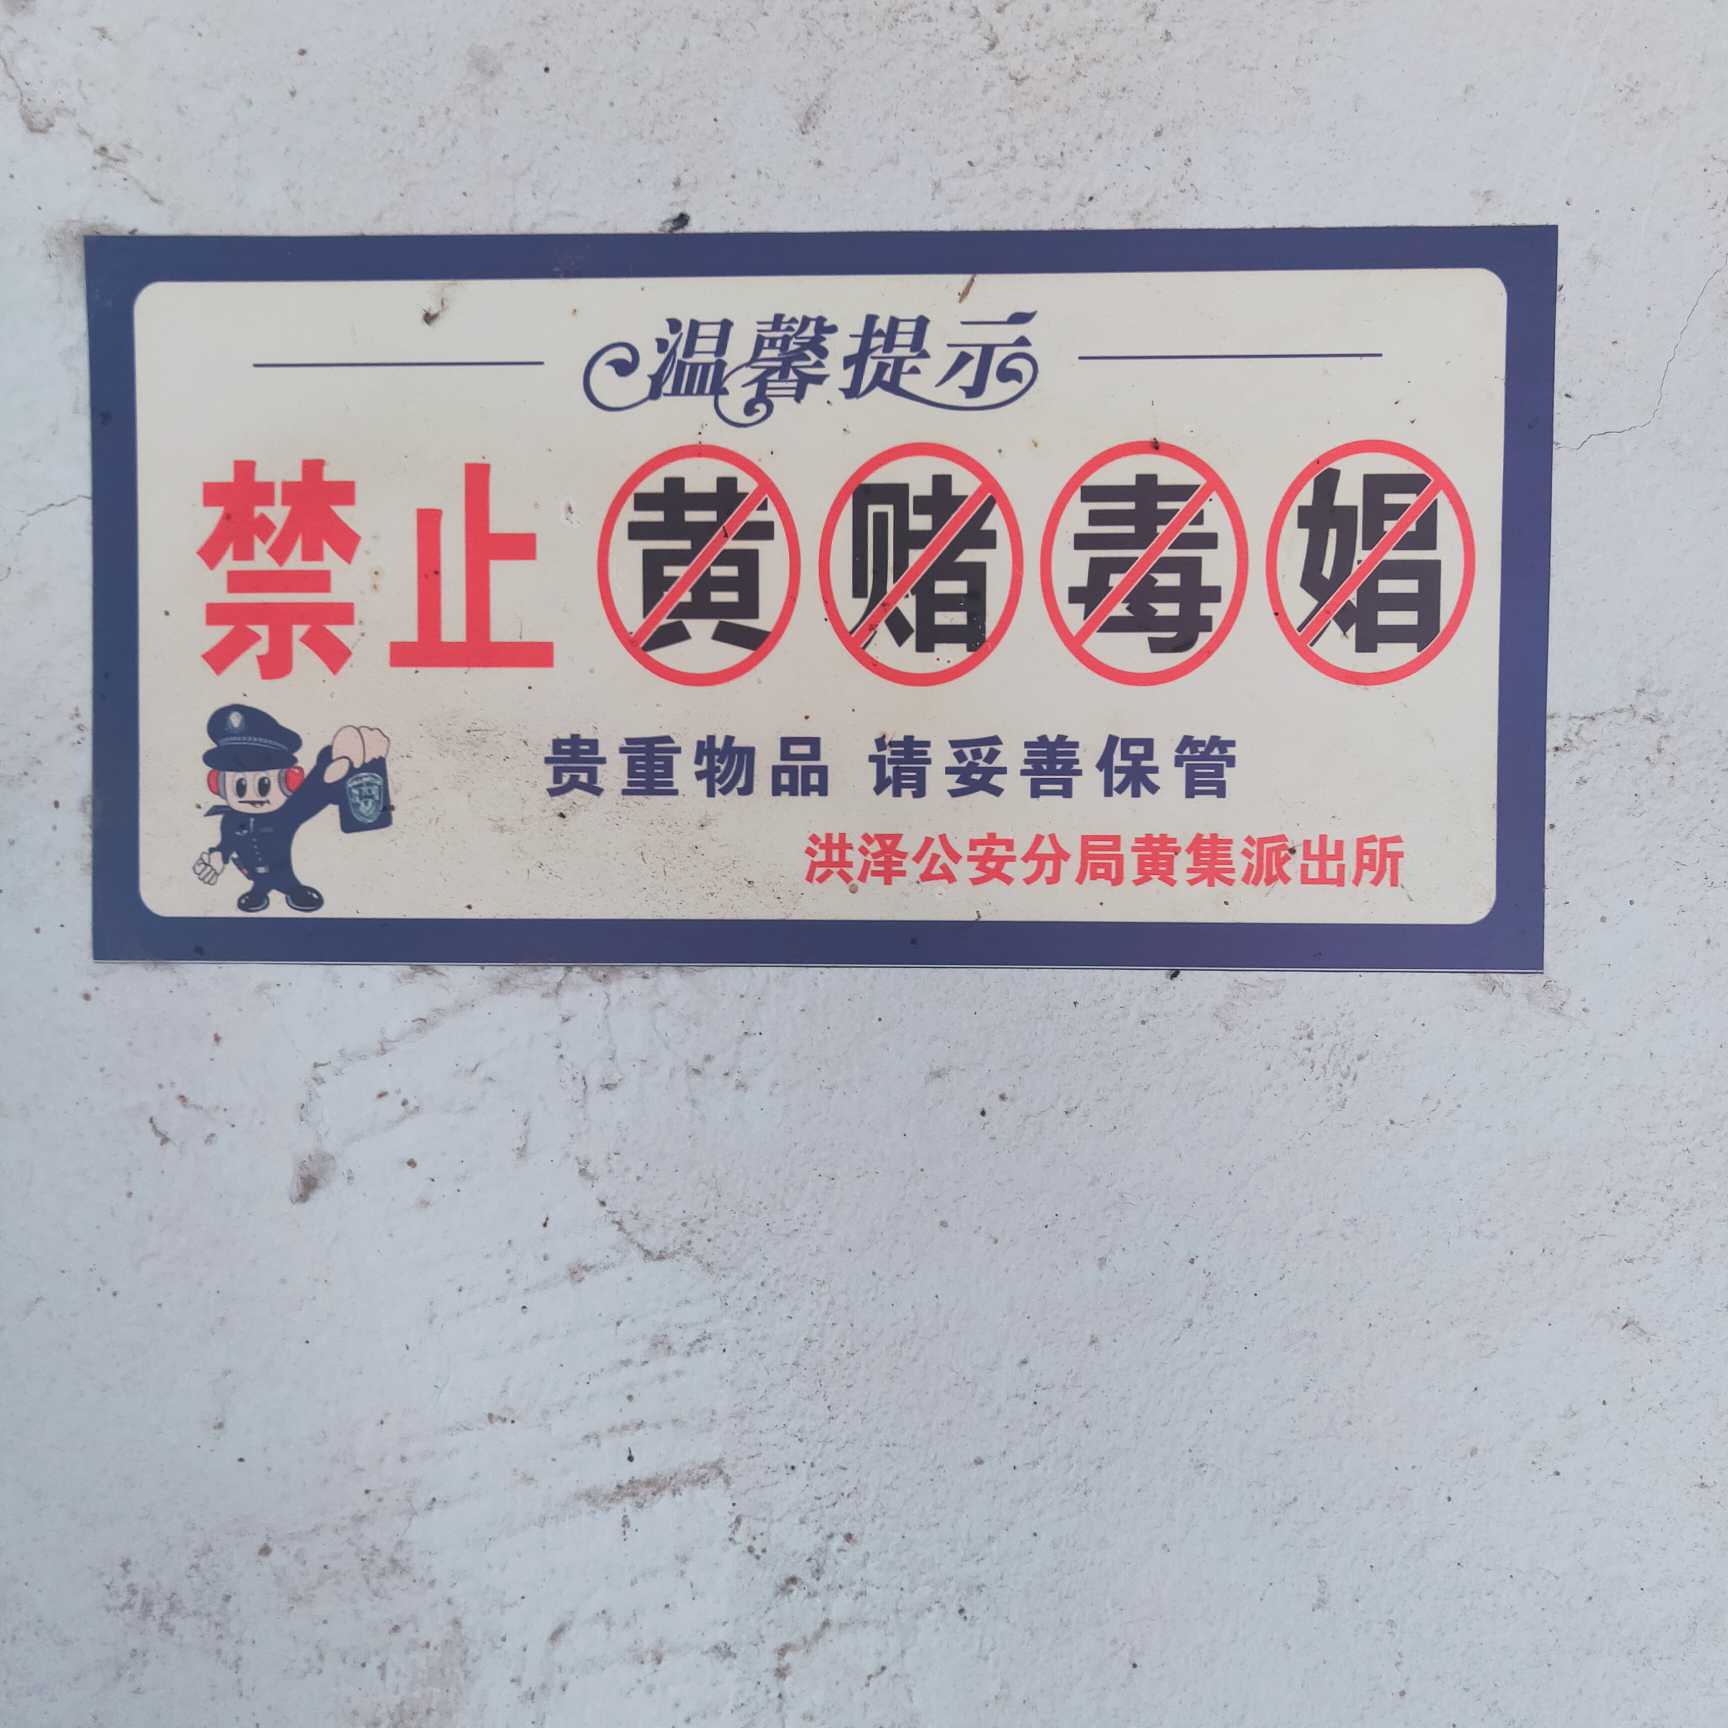 温馨提示
禁止黄赌毒娼
贵重物品 请妥善保管
洪泽公安分局黄集派出所